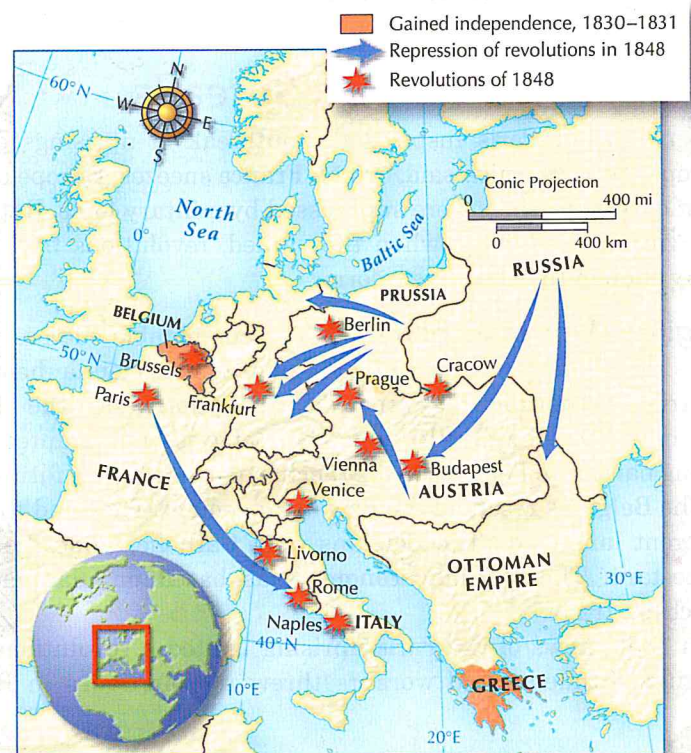 Gained independence, 1830–1831
Repression of revolutions in 1848
Revolutions of 1848
60°N
N
W
E
S
Conic Projection
0
400 mi
0
400 km
North
Sea
Baltic Sea
0°
RUSSIA
PRUSSIA
BELGIUM
Berlin
50°N
Brussels
Cracow
Paris
Frankfurt
Prague
Vienna
Budapest
FRANCE
AUSTRIA
Venice
Livorno
OTTOMAN
EMPIRE
30°E
Rome
Naples
ITALY
40°N
GREECE
10°E
20°E